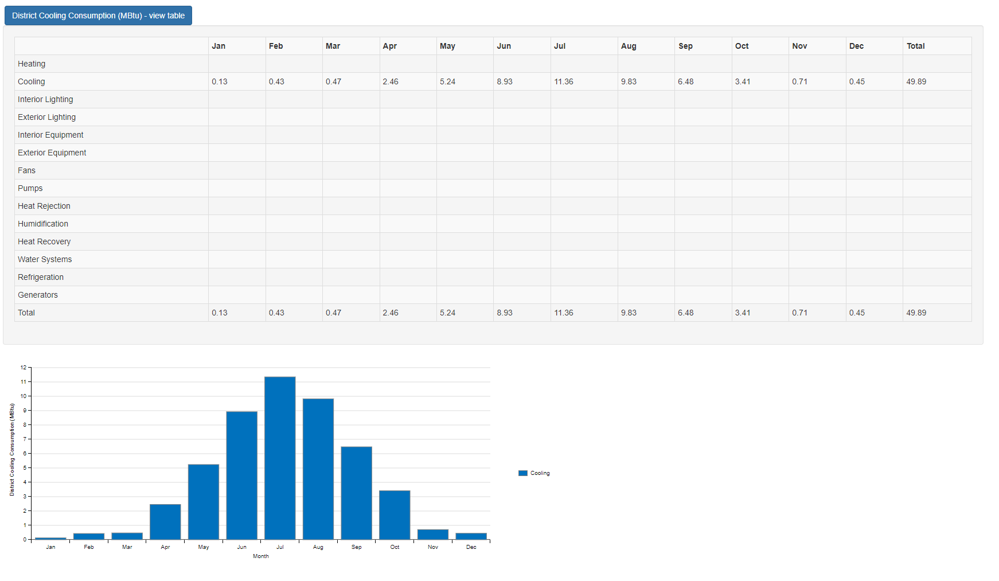 District Cooling Consumption (MBtu) - view table
Jan Feb Mar Apr May Jun Jul Aug Sep Oct Nov Dec Total
Heating
Cooling 0.13 0.43 0.47 2.46 5.24 8.93 11.36 9.83 6.48 3.41 0.71 0.45 49.89
Interior Lighting
Exterior Lighting
Interior Equipment
Exterior Equipment
Fans
Pumps
Heat Rejection
Humidification
Heat Recovery
Water Systems
Refrigeration
Generators
Total 0.13 0.43 0.47 2.46 5.24 8.93 11.36 9.83 6.48 3.41 0.71 0.45 49.89
District Cooling Consumption (MBtu)
12
11
10
9
8
7
6
5
4
3
2
1
0
Jan Feb Mar Apr May Jun Jul Aug Sep Oct Nov Dec
Month
Cooling